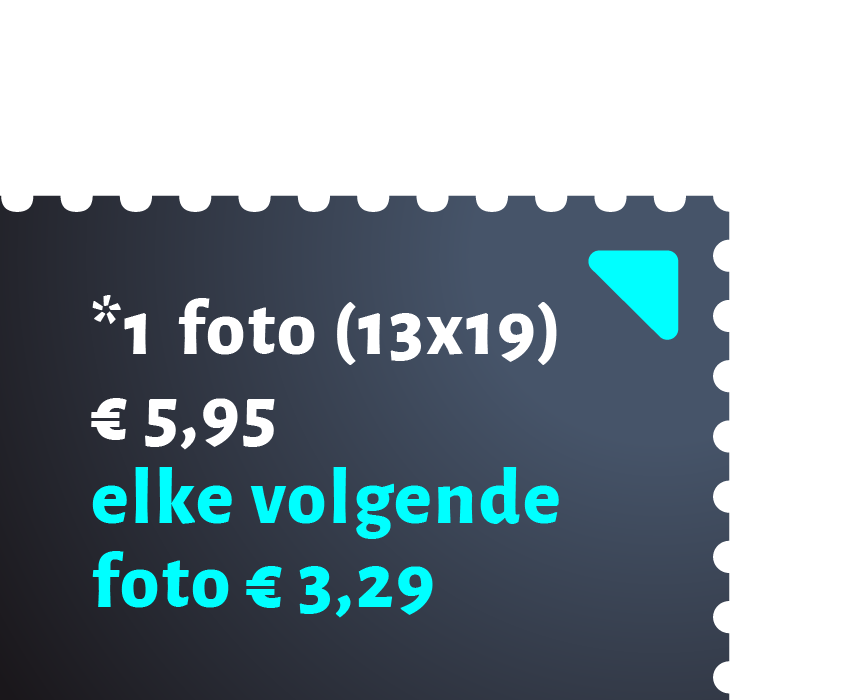 *1 foto (13x19)
€ 5,95
elke volgende
foto € 3,29